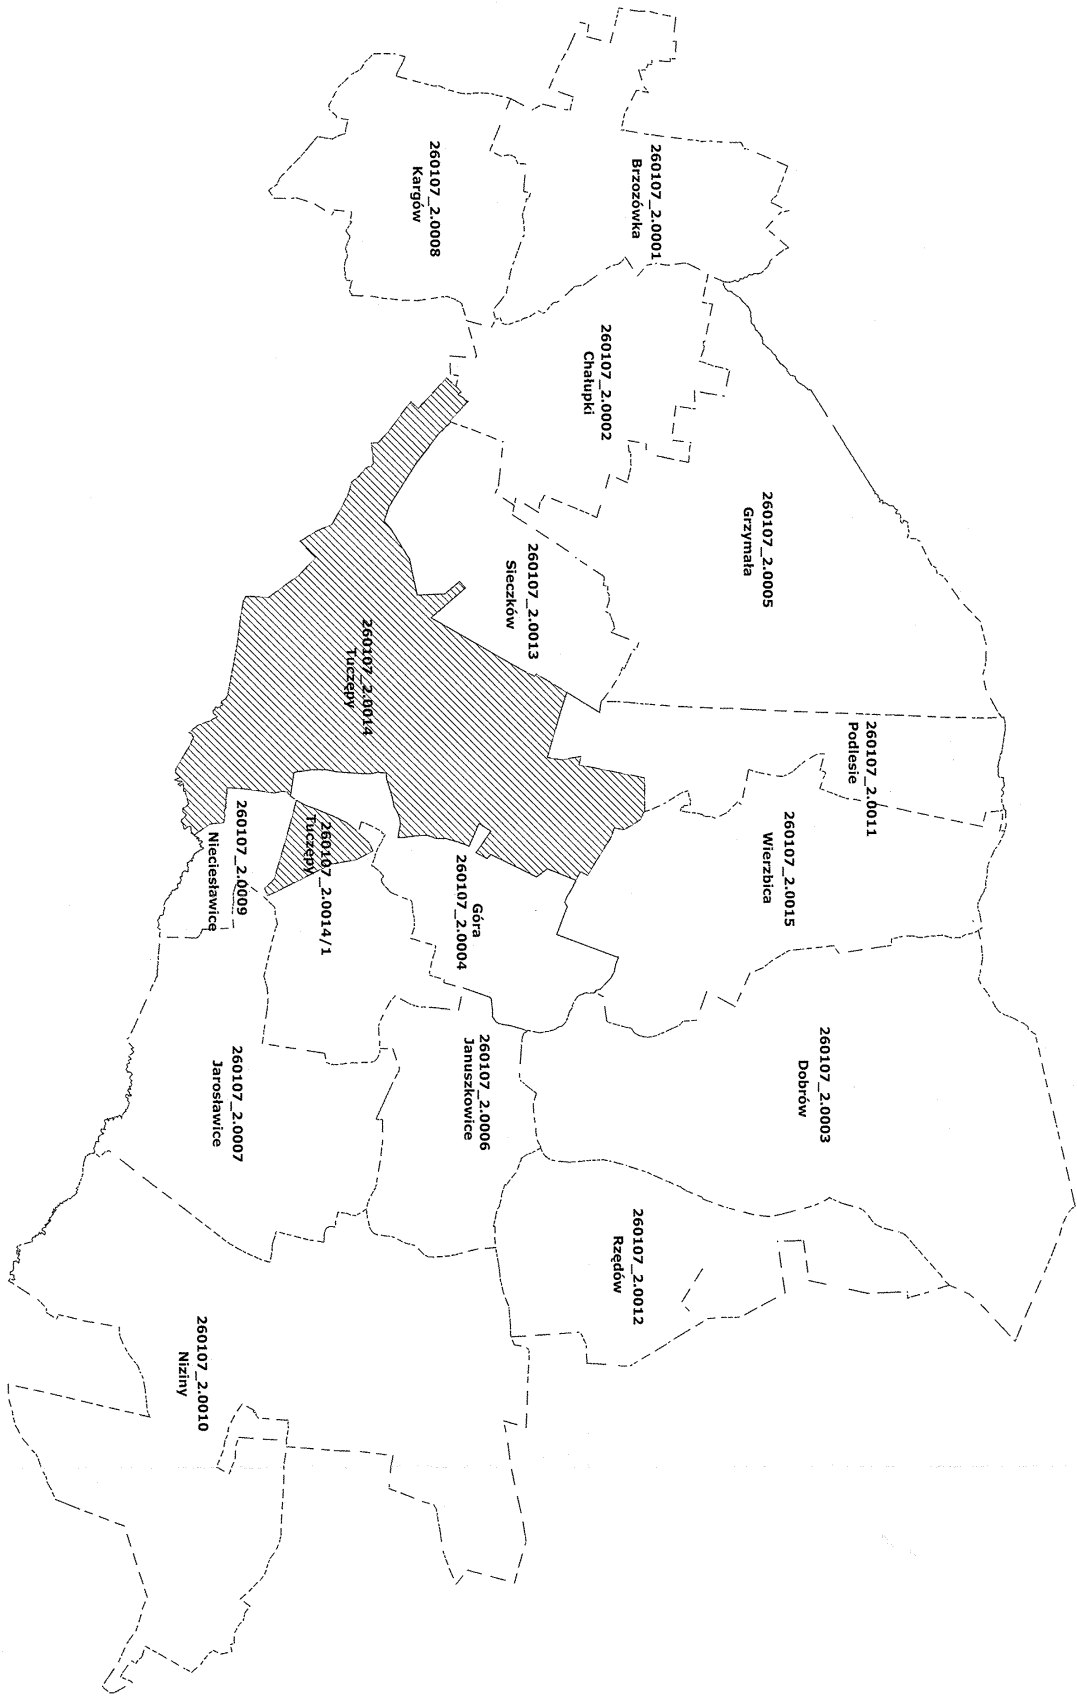 260107_2.0008
Kargów
260107_2.0001
Brzozówka
260107_2.0002
Chałupki
260107_2.0005
Grzymała
260107_2.0013
Sieczków
260107_2.0014
Tuczępy
260107_2.0011
Podlesie
260107_2.0015
Wierzbica
260107_2.0009
Nieciesławice
260107_2.0014/1
Tuczępy
Góra
260107_2.0004
260107_2.0003
Dobrów
260107_2.0006
Januszkowice
260107_2.0007
Jarosławice
260107_2.0012
Rzędów
260107_2.0010
Niziny